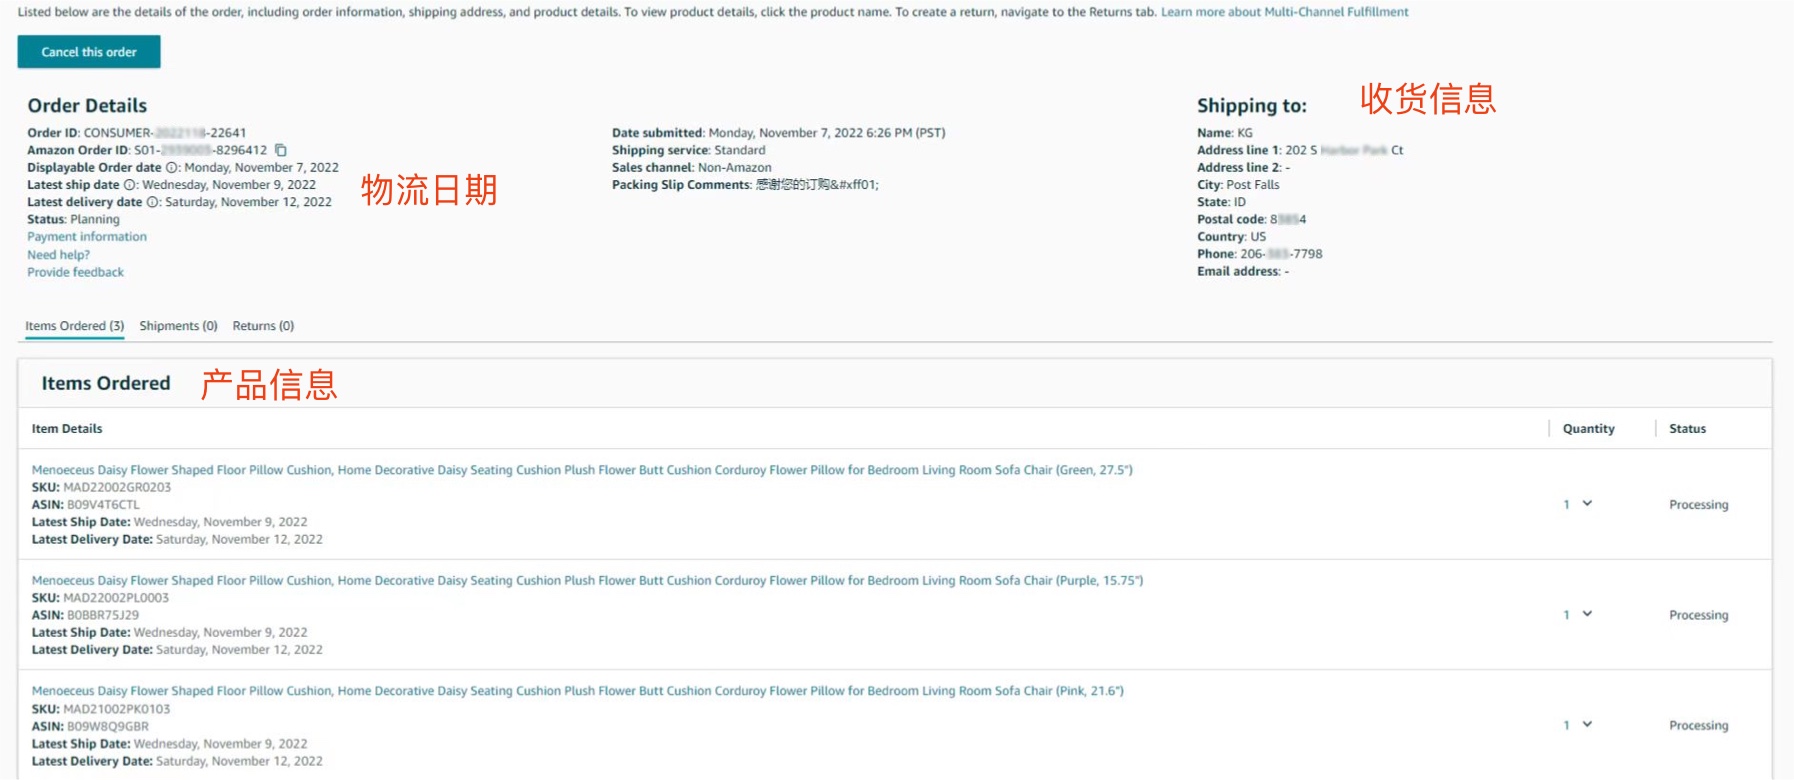 Listed below are the details of the order, including order information, shipping address, and product details. To view product details, click the product name. To create a return, navigate to the Returns tab. Learn more about Multi-Channel Fulfillment
Cancel this order
Order Details
Order ID: CONSUMER- -22641
Amazon Order ID: S01- -8296412
Displayable Order date : Monday, November 7, 2022
Latest ship date : Wednesday, November 9, 2022
Latest delivery date : Saturday, November 12, 2022
Status: Planning
Payment information
Need help?
Provide feedback
物流日期
Date submitted: Monday, November 7, 2022 6:26 PM (PST)
Shipping service: Standard
Sales channel: Non-Amazon
Packing Slip Comments: 感谢您的订购&#xff01;
Shipping to:
收货信息
Name: KG
Address line 1: 202 S Ct
Address line 2: -
City: Post Falls
State: ID
Postal code: 8 4
Country: US
Phone: 206- -7798
Email address: -
Items Ordered (3) Shipments (0) Returns (0)
Items Ordered
产品信息
Item Details Quantity Status
Menoeceus Daisy Flower Shaped Floor Pillow Cushion, Home Decorative Daisy Seating Cushion Plush Flower Butt Cushion Corduroy Flower Pillow for Bedroom Living Room Sofa Chair (Green, 27.5")
SKU: MAD22002GR0203
ASIN: B09V4T6CTL
Latest Ship Date: Wednesday, November 9, 2022
Latest Delivery Date: Saturday, November 12, 2022
1 Processing
Menoeceus Daisy Flower Shaped Floor Pillow Cushion, Home Decorative Daisy Seating Cushion Plush Flower Butt Cushion Corduroy Flower Pillow for Bedroom Living Room Sofa Chair (Purple, 15.75")
SKU: MAD22002PL0003
ASIN: B0BBR75J29
Latest Ship Date: Wednesday, November 9, 2022
Latest Delivery Date: Saturday, November 12, 2022
1 Processing
Menoeceus Daisy Flower Shaped Floor Pillow Cushion, Home Decorative Daisy Seating Cushion Plush Flower Butt Cushion Corduroy Flower Pillow for Bedroom Living Room Sofa Chair (Pink, 21.6")
SKU: MAD21002PK0103
ASIN: B09W8Q9GBR
Latest Ship Date: Wednesday, November 9, 2022
Latest Delivery Date: Saturday, November 12, 2022
1 Processing